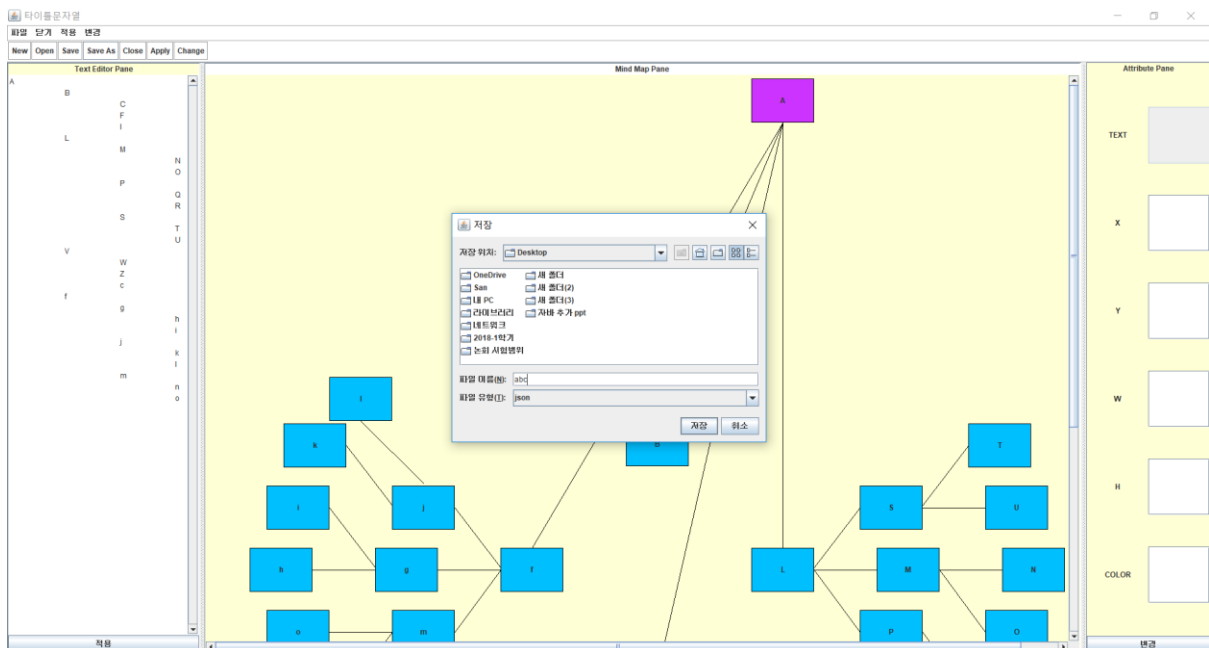 타이틀문자열
파일 닫기 적용 변경
New Open Save Save As Close Apply Change
Text Editor Pane
A
B
C
F
I
L
M
N
O
P
Q
R
S
T
U
V
W
Z
c
f
g
h
i
j
k
l
m
n
o
적용
Mind Map Pane
A
저장
저장 위치: Desktop
OneDrive 새 폴더
San 새 폴더(2)
내 PC 새 폴더(3)
라이브러리 자바 추가 ppt
네트워크
2018-1학기
논회 시험범위
파일 이름(N): abc
파일 유형(T): json
저장 취소
l
k
B
T
i
j
S
U
h
g
f
L
M
N
o
m
P
O
Attribute Pane
TEXT
X
Y
W
H
COLOR
변경